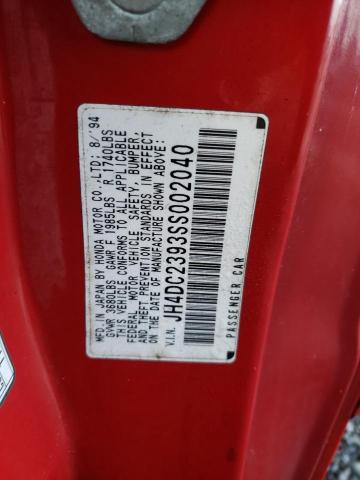 MFD. IN JAPAN BY HONDA MOTOR CO., LTD: 8/'94
GVWR 3680LBS GAWR F 1985LBS R 1740LBS
THIS VEHICLE CONFORMS TO ALL APPLICABLE
FEDERAL MOTOR VEHICLE SAFETY, BUMPER,
AND THEFT PREVENTION STANDARDS IN EFFECT
ON THE DATE OF MANUFACTURE SHOWN ABOVE.
V.I.N. JH4DC2393SS002040
PASSENGER CAR